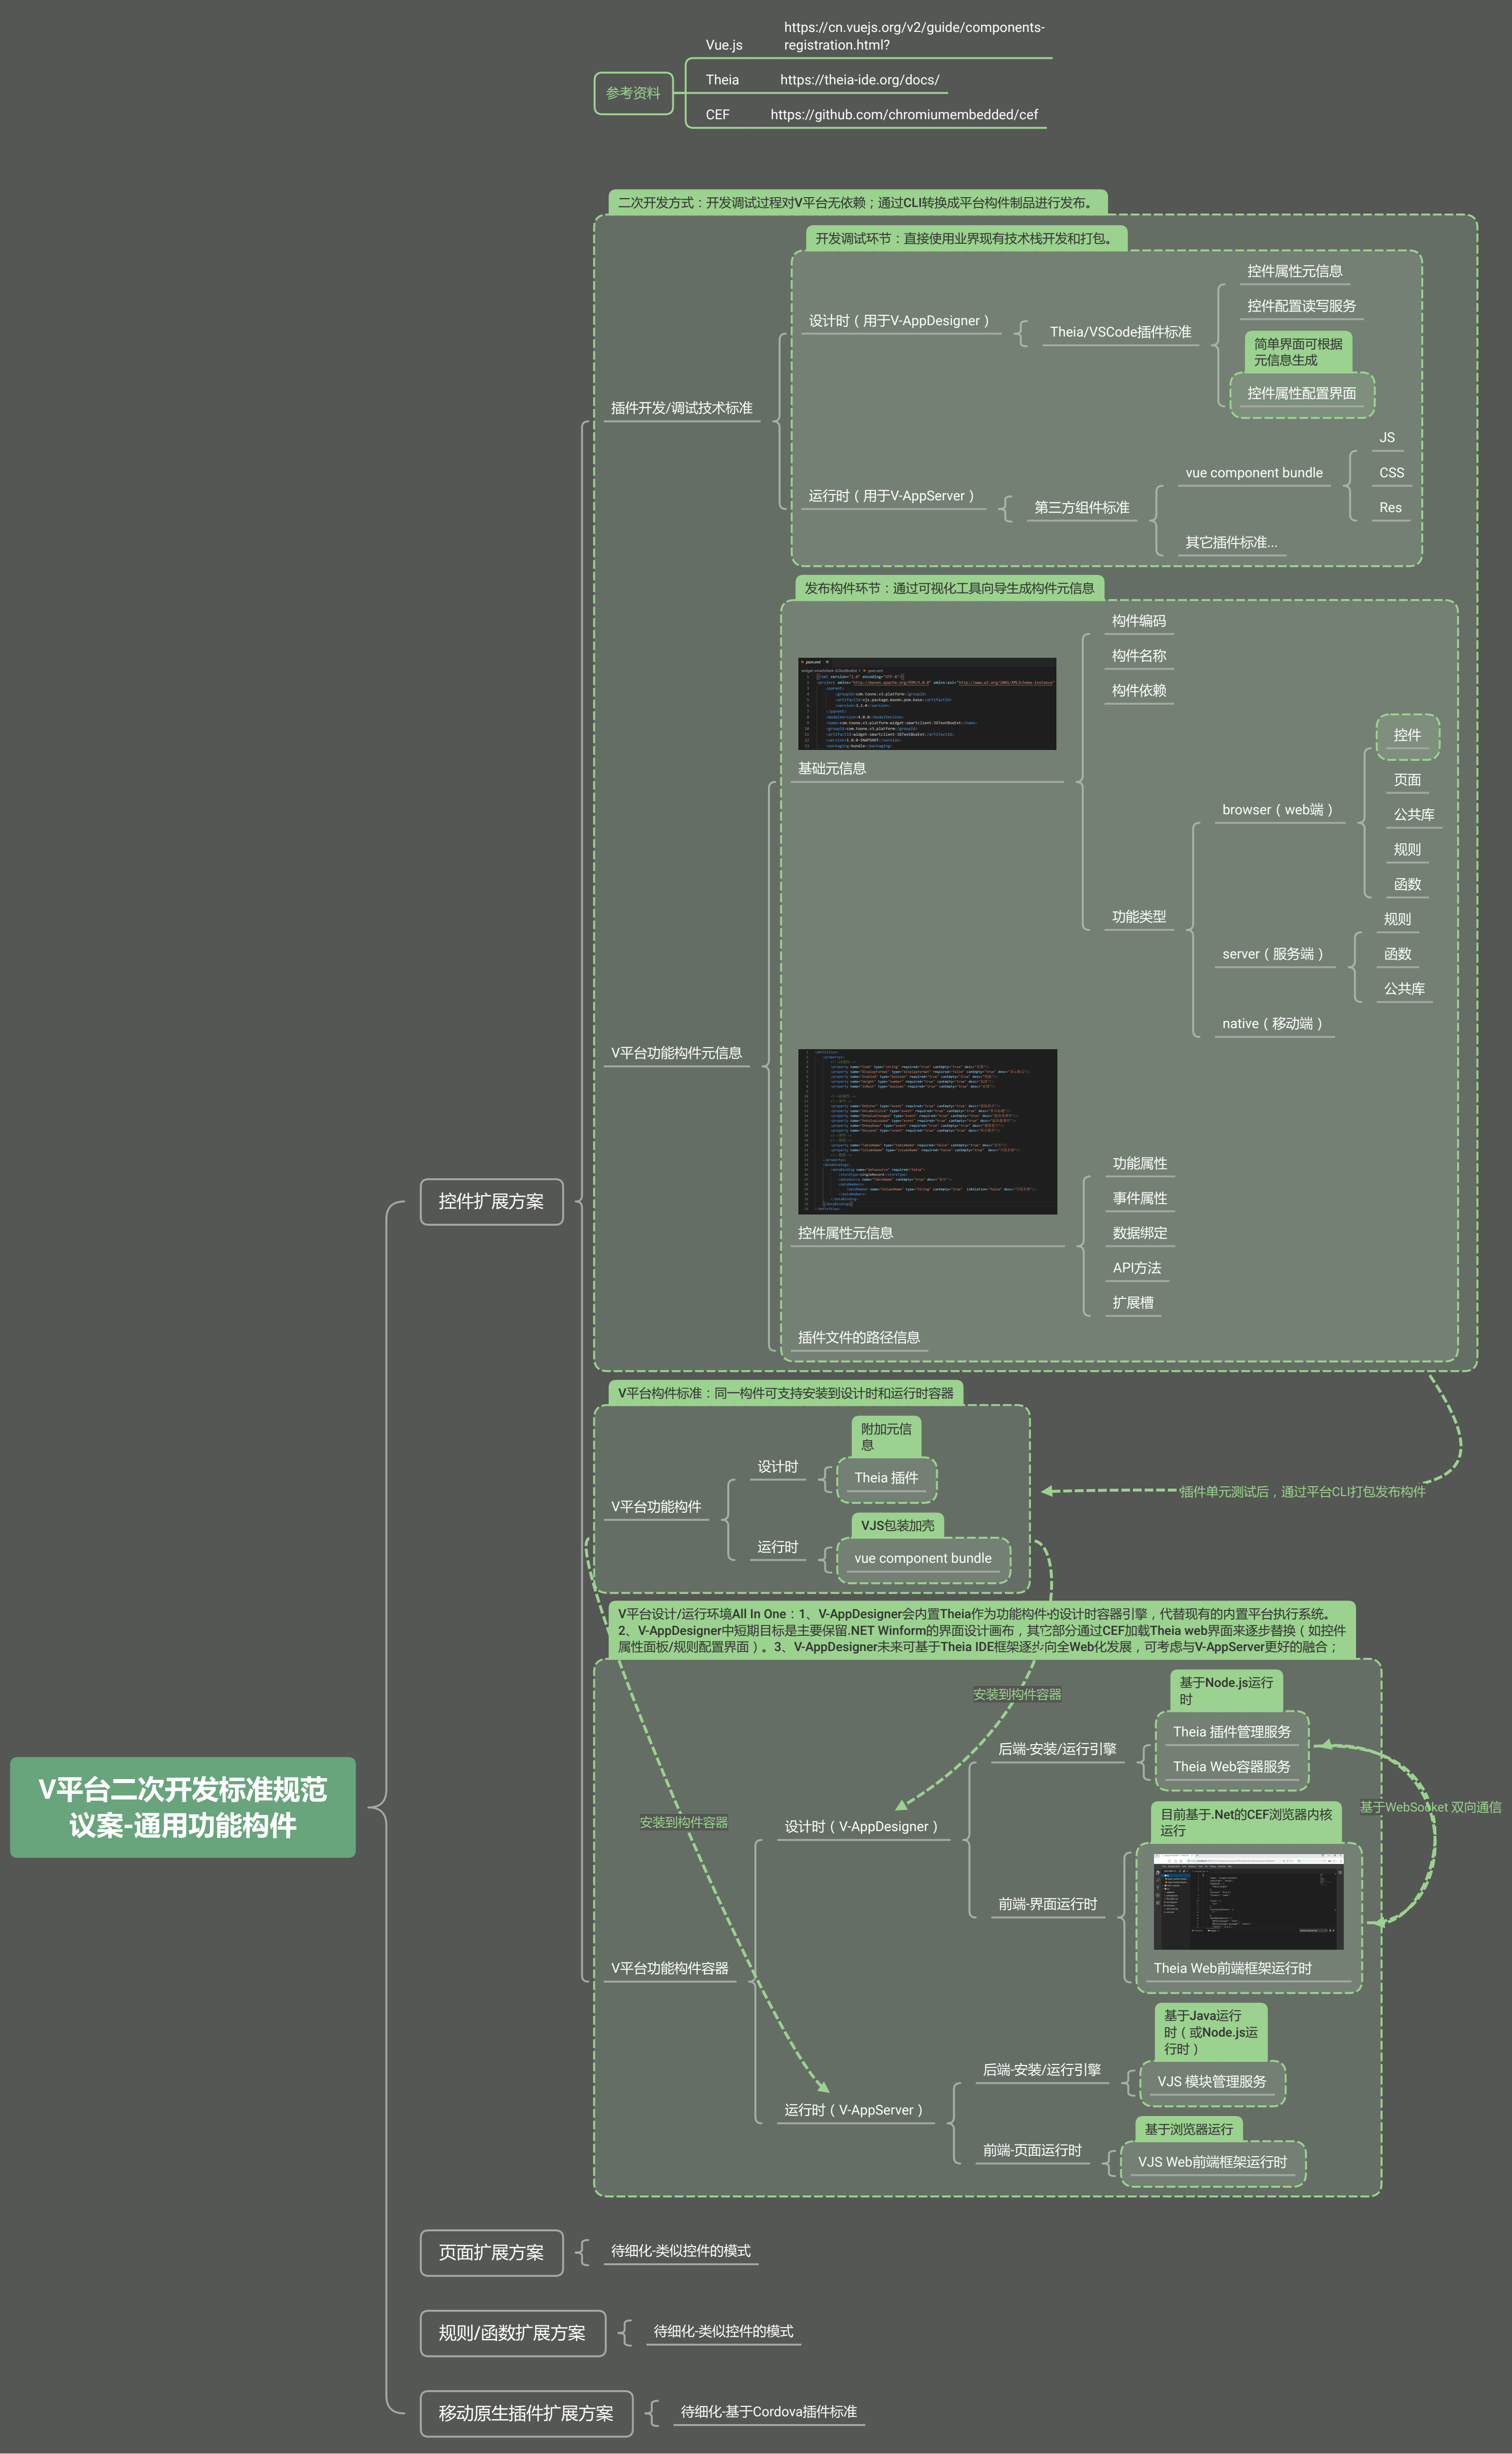 https://cn.vuejs.org/v2/guide/components-
Vue.js
registration.html?
Theia
https://theia-ide.org/docs/
参考资料
CEF
https://github.com/chromiumembedded/cef
二次开发方式：开发调试过程对V平台无依赖；通过CLI转换成平台构件制品进行发布。
开发调试环节：直接使用业界现有技术栈开发和打包。
控件属性元信息
控件配置读写服务
设计时（用于V-AppDesigner）
Theia/VSCode插件标准
简单界面可根据
元信息生成
控件属性配置界面
插件开发/调试技术标准
JS
vue component bundle
CSS
运行时（用于V-AppServer）
第三方组件标准
Res
其它插件标准...
发布构件环节：通过可视化工具向导生成构件元信息
构件编码
构件名称
构件依赖
控件
基础元信息
页面
browser（web端）
公共库
规则
函数
功能类型
规则
server（服务端）
函数
公共库
native（移动端）
V平台功能构件元信息
功能属性
事件属性
控件属性元信息
数据绑定
API方法
扩展槽
插件文件的路径信息
控件扩展方案
V平台构件标准：同一构件可支持安装到设计时和运行时容器
附加元信
息
设计时
Theia 插件
插件单元测试后，通过平台CLI打包发布构件
V平台功能构件
VJS包装加壳
运行时
vue component bundle
V平台设计/运行环境All In One：1、V-AppDesigner会内置Theia作为功能构件的设计时容器引擎，代替现有的内置平台执行系统。
2、V-AppDesigner中短期目标是主要保留.NET Winform的界面设计画布，其它部分通过CEF加载Theia web界面来逐步替换（如控件
属性面板/规则配置界面）。3、V-AppDesigner未来可基于Theia IDE框架逐步向全Web化发展，可考虑与V-AppServer更好的融合；
安装到构件容器
基于Node.js运行
时
Theia 插件管理服务
后端-安装/运行引擎
Theia Web容器服务
V平台二次开发标准规范
议案-通用功能构件
基于WebSocket 双向通信
目前基于.Net的CEF浏览器内核
运行
安装到构件容器
设计时（V-AppDesigner）
前端-界面运行时
Theia Web前端框架运行时
V平台功能构件容器
基于Java运行
时（或Node.js运
行时）
后端-安装/运行引擎
VJS 模块管理服务
运行时（V-AppServer）
基于浏览器运行
前端-页面运行时
VJS Web前端框架运行时
页面扩展方案
待细化-类似控件的模式
规则/函数扩展方案
待细化-类似控件的模式
移动原生插件扩展方案
待细化-基于Cordova插件标准